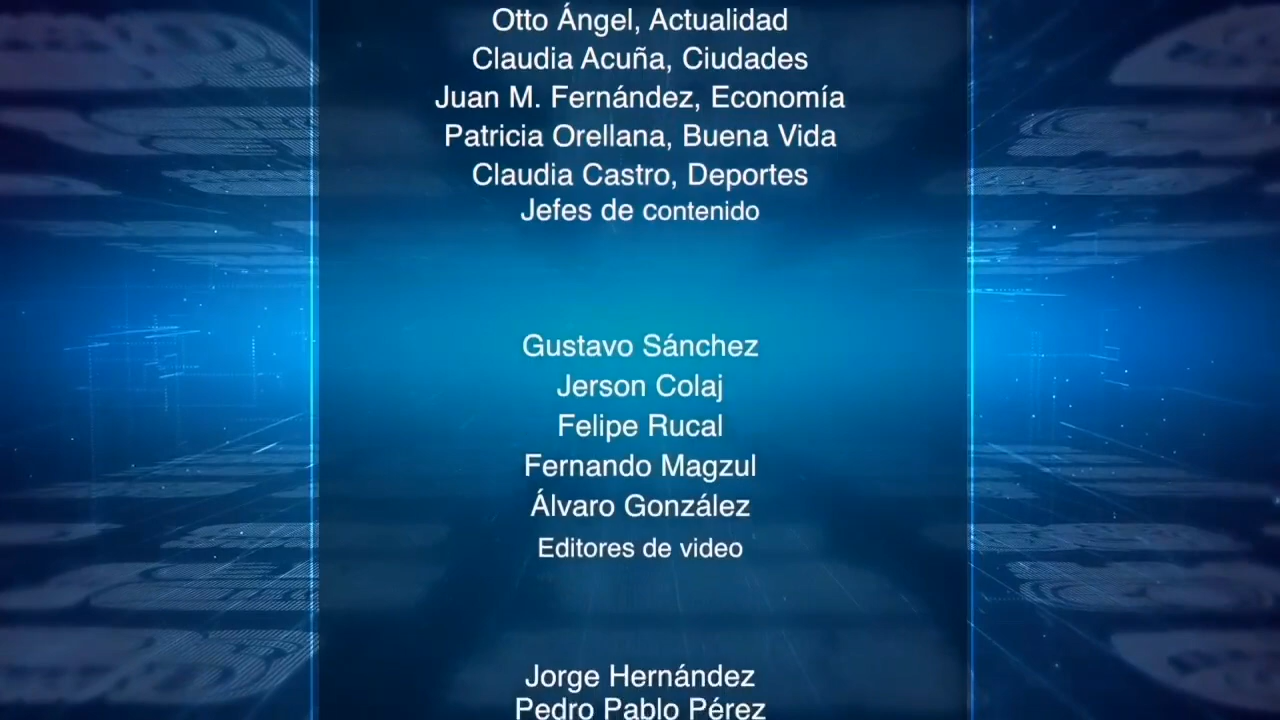 Otto Ángel, Actualidad
Claudia Acuña, Ciudades
Juan M. Fernández, Economía
Patricia Orellana, Buena Vida
Claudia Castro, Deportes
Jefes de contenido
Gustavo Sánchez
Jerson Colaj
Felipe Rucal
Fernando Magzul
Álvaro González
Editores de video
Jorge Hernández
Pedro Pablo Pérez